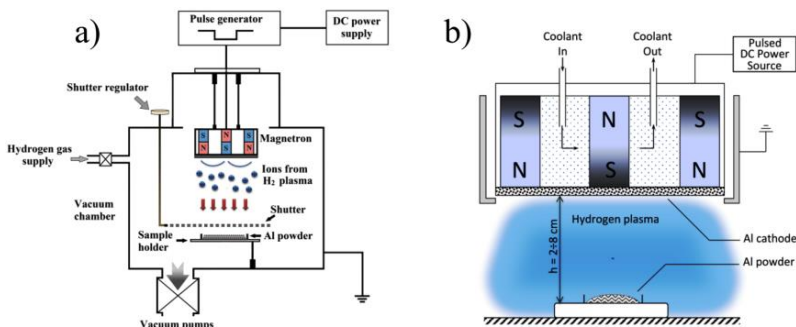 a)
Pulse generator
DC power
supply
Shutter regulator
Hydrogen gas
supply
Magnetron
S N S
N S N
Ions from
H₂ plasma
Vacuum
chamber
Shutter
Sample
holder
Al powder
Vacuum pumps
b)
Coolant
In
Coolant
Out
Pulsed
DC Power
Source
S N S
N S N
Hydrogen plasma
h = 2÷8 cm
Al cathode
Al powder